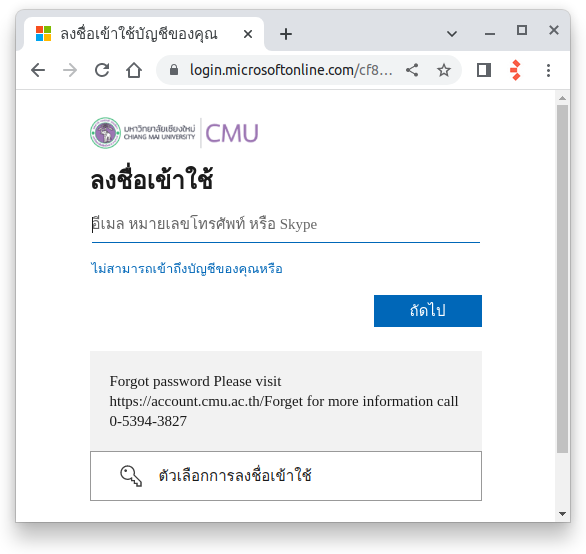 ลงชื่อเข้าใช้บัญชีของคุณ
login.microsoftonline.com/cf8...
มหาวิทยาลัยเชียงใหม่
CHIANG MAI UNIVERSITY
CMU
ลงชื่อเข้าใช้
อีเมล หมายเลขโทรศัพท์ หรือ Skype
ไม่สามารถเข้าถึงบัญชีของคุณหรือ
ถัดไป
Forgot password Please visit
https://account.cmu.ac.th/Forget for more information call
0-5394-3827
ตัวเลือกการลงชื่อเข้าใช้